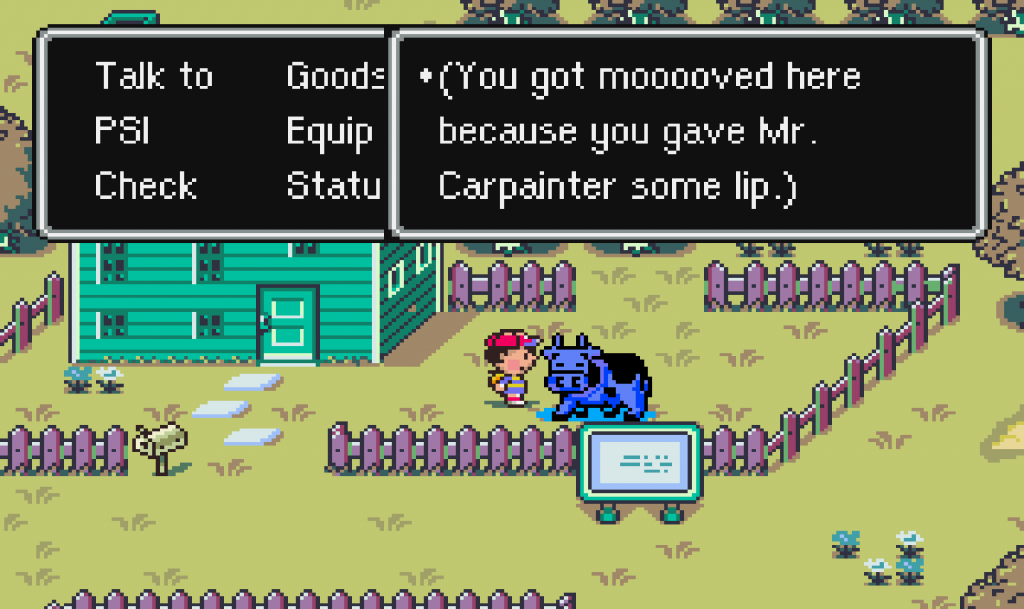 Talk to Goods
PSI Equip
Check Statu
•(You got mooooved here
because you gave Mr.
Carpainter some lip.)